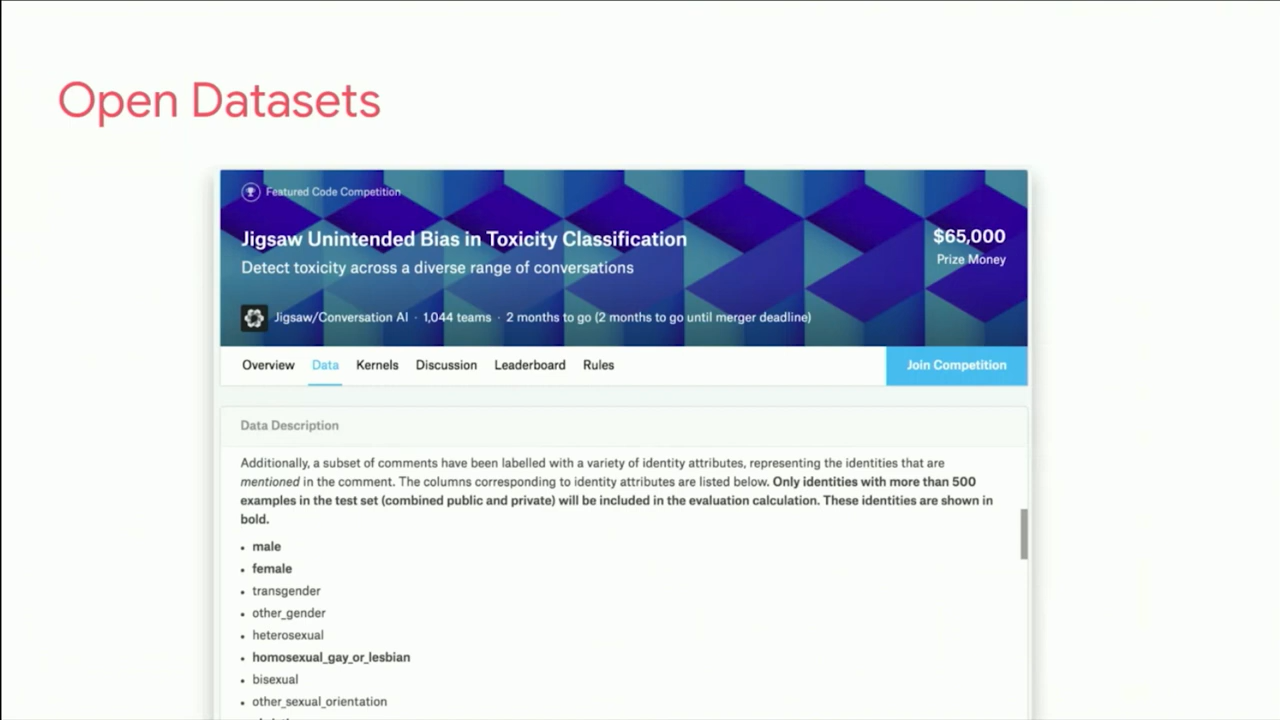 Open Datasets
Featured Code Competition
Jigsaw Unintended Bias in Toxicity Classification
$65,000
Detect toxicity across a diverse range of conversations
Prize Money
Jigsaw/Conversation AI · 1,044 teams · 2 months to go (2 months to go until merger deadline)
Overview Data Kernels Discussion Leaderboard Rules Join Competition
Data Description
Additionally, a subset of comments have been labelled with a variety of identity attributes, representing the identities that are
mentioned in the comment. The columns corresponding to identity attributes are listed below. Only identities with more than 500
examples in the test set (combined public and private) will be included in the evaluation calculation. These identities are shown in
bold.
• male
• female
• transgender
• other_gender
• heterosexual
• homosexual_gay_or_lesbian
• bisexual
• other_sexual_orientation